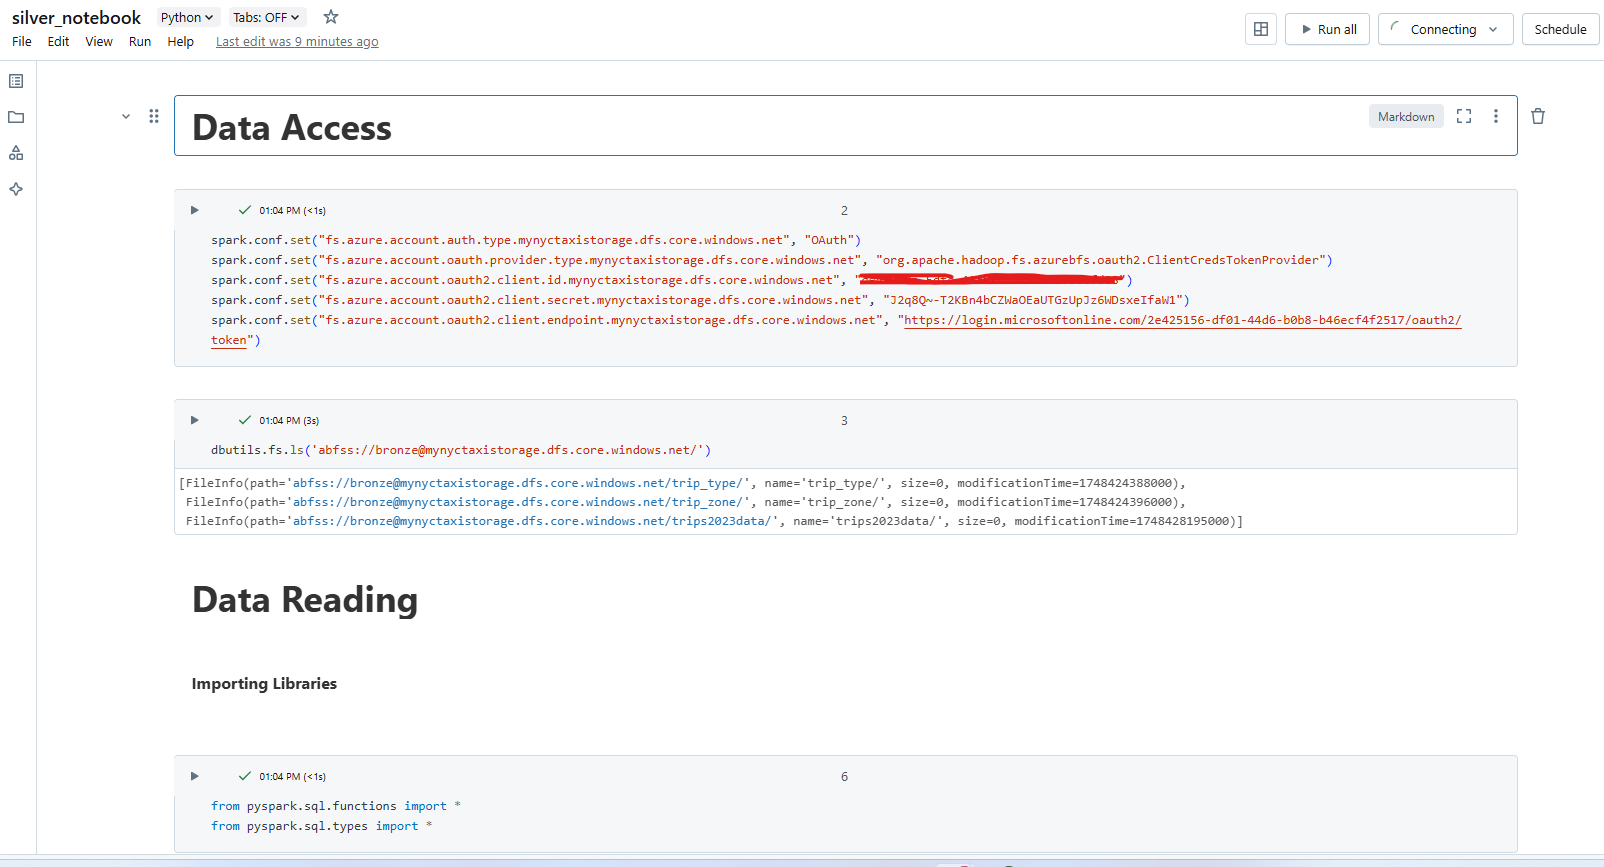 silver_notebook Python Tabs: OFF
File Edit View Run Help Last edit was 9 minutes ago
Run all Connecting Schedule
Data Access
Markdown
01:04 PM (<1s) 2
spark.conf.set("fs.azure.account.auth.type.mynyctaxistorage.dfs.core.windows.net", "OAuth")
spark.conf.set("fs.azure.account.oauth.provider.type.mynyctaxistorage.dfs.core.windows.net", "org.apache.hadoop.fs.azurebfs.oauth2.ClientCredsTokenProvider")
spark.conf.set("fs.azure.account.oauth2.client.id.mynyctaxistorage.dfs.core.windows.net", "")
spark.conf.set("fs.azure.account.oauth2.client.secret.mynyctaxistorage.dfs.core.windows.net", "J2q8Q~-T2KBn4bCZWaOEaUTGzUpJz6WDsxeIfaW1")
spark.conf.set("fs.azure.account.oauth2.client.endpoint.mynyctaxistorage.dfs.core.windows.net", "https://login.microsoftonline.com/2e425156-df01-44d6-b0b8-b46ecf4f2517/oauth2/
token")
01:04 PM (3s) 3
dbutils.fs.ls('abfss://bronze@mynyctaxistorage.dfs.core.windows.net/')
[FileInfo(path='abfss://bronze@mynyctaxistorage.dfs.core.windows.net/trip_type/', name='trip_type/', size=0, modificationTime=1748424388000),
FileInfo(path='abfss://bronze@mynyctaxistorage.dfs.core.windows.net/trip_zone/', name='trip_zone/', size=0, modificationTime=1748424396000),
FileInfo(path='abfss://bronze@mynyctaxistorage.dfs.core.windows.net/trips2023data/', name='trips2023data/', size=0, modificationTime=1748428195000)]
Data Reading
Importing Libraries
01:04 PM (<1s) 6
from pyspark.sql.functions import *
from pyspark.sql.types import *